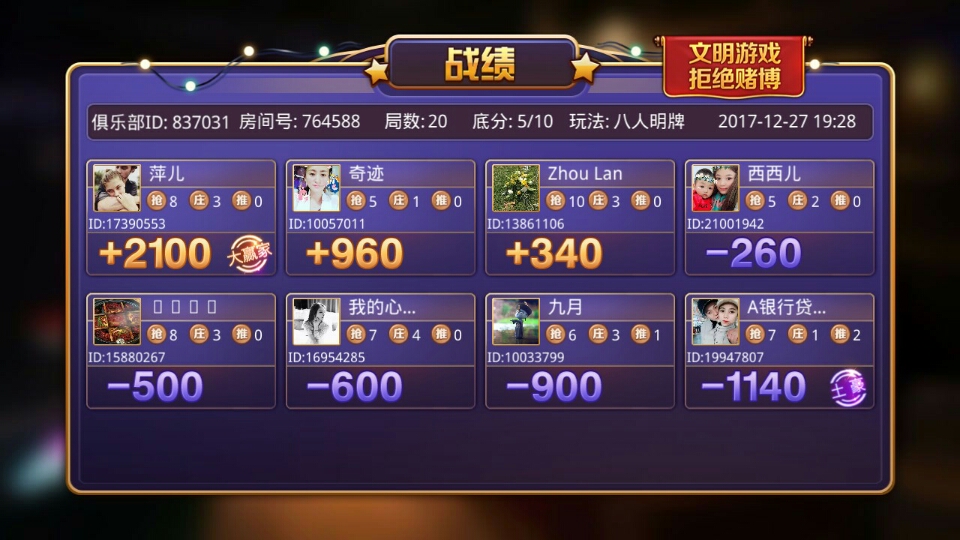 战绩
文明游戏
拒绝赌博
俱乐部ID: 837031 房间号: 764588 局数: 20 底分: 5/10 玩法: 八人明牌 2017-12-27 19:28
萍儿
抢 8 庄 3 推 0
ID:17390553
+2100 大赢家
奇迹
抢 5 庄 1 推 0
ID:10057011
+960
Zhou Lan
抢 10 庄 3 推 0
ID:13861106
+340
西西儿
抢 5 庄 2 推 0
ID:21001942
-260
抢 8 庄 3 推 0
ID:15880267
-500
我的心...
抢 7 庄 4 推 0
ID:16954285
-600
九月
抢 6 庄 3 推 1
ID:10033799
-900
A银行贷...
抢 7 庄 1 推 2
ID:19947807
-1140 土豪